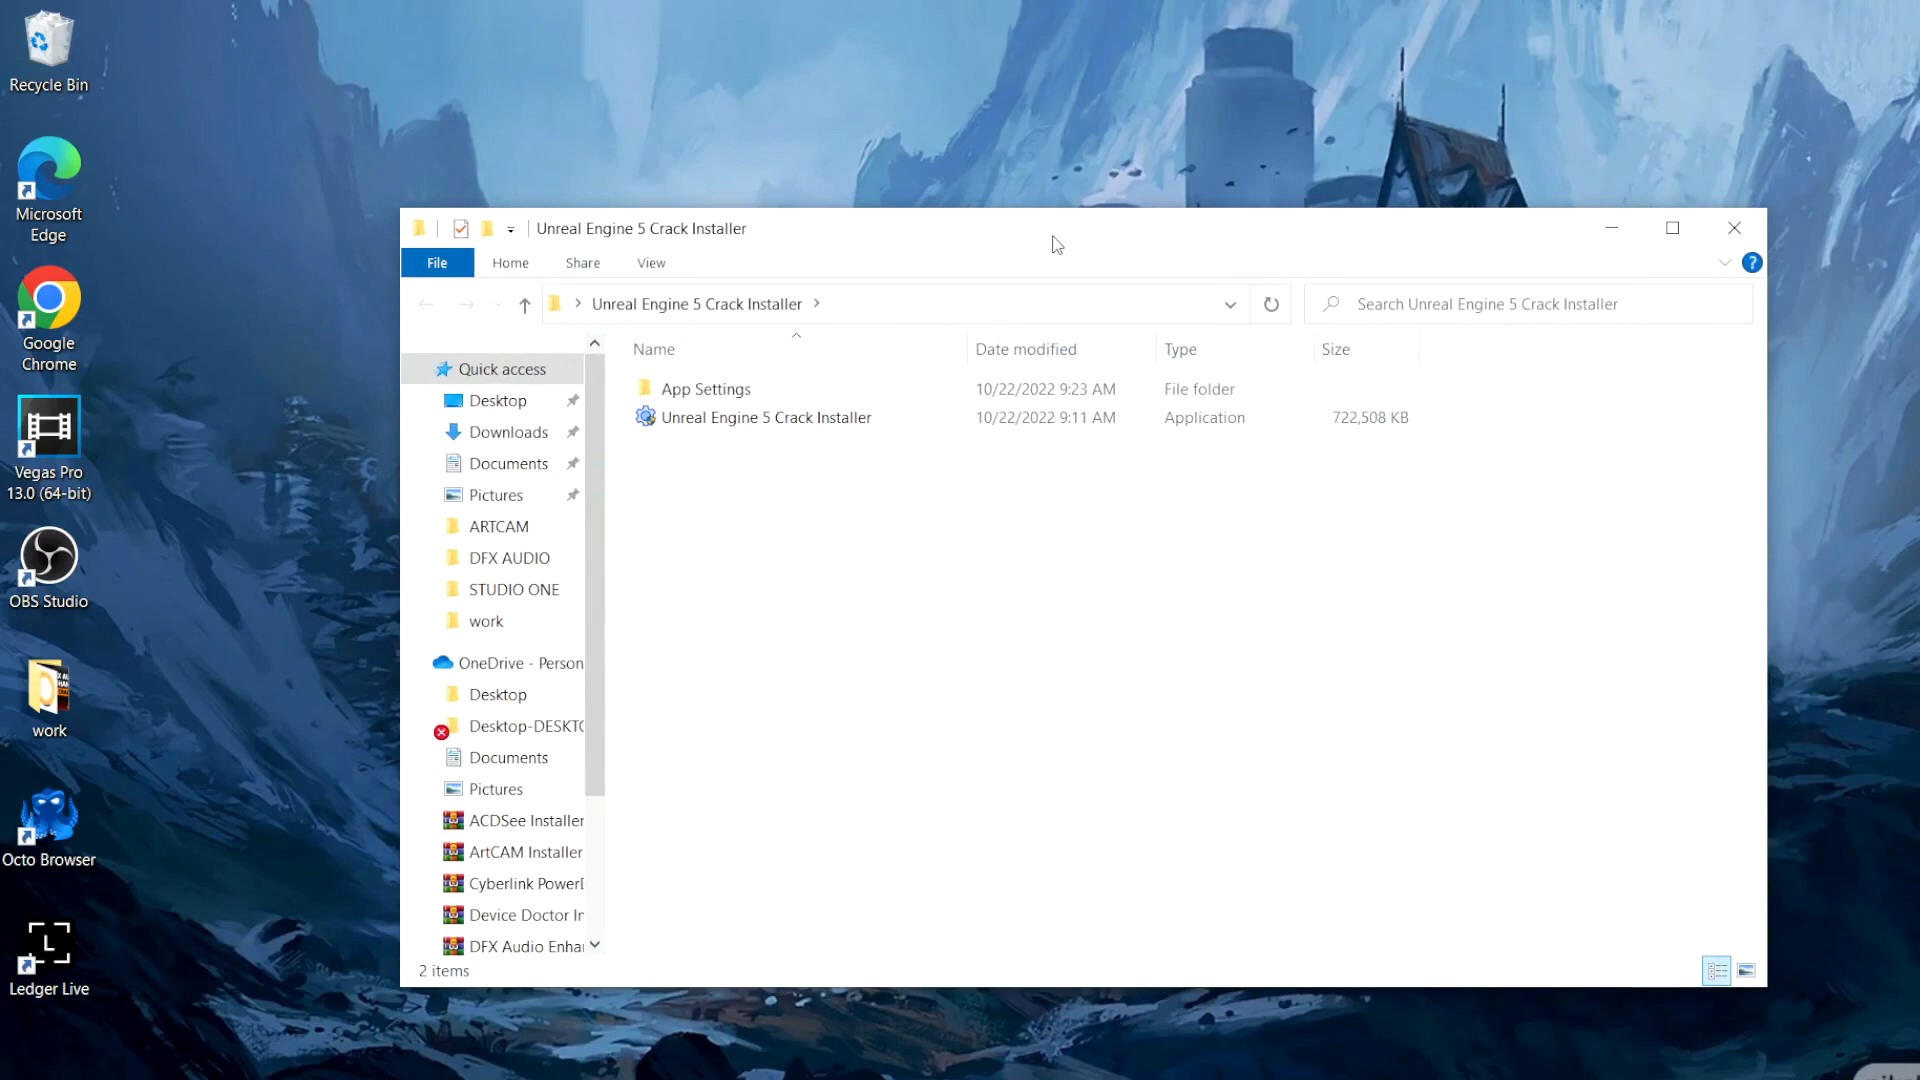 Recycle Bin
Microsoft
Edge
Google
Chrome
Vegas Pro
13.0 (64-bit)
OBS Studio
work
Octo Browser
Ledger Live
Unreal Engine 5 Crack Installer
File Home Share View
Unreal Engine 5 Crack Installer
Search Unreal Engine 5 Crack Installer
Name Date modified Type Size
App Settings 10/22/2022 9:23 AM File folder
Unreal Engine 5 Crack Installer 10/22/2022 9:11 AM Application 722,508 KB
Quick access
Desktop
Downloads
Documents
Pictures
ARTCAM
DFX AUDIO
STUDIO ONE
work
OneDrive - Person
Desktop
Desktop-DESKTO
Documents
Pictures
ACDSee Installer
ArtCAM Installer
Cyberlink Power
Device Doctor In
DFX Audio Enha
2 items